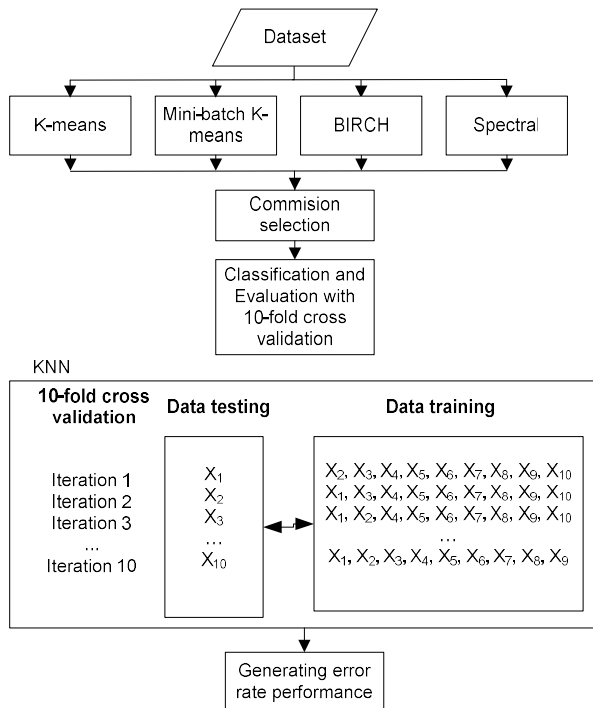 Dataset
K-means
Mini-batch K-
means
BIRCH
Spectral
Commision
selection
Classification and
Evaluation with
10-fold cross
validation
KNN
10-fold cross
validation
Data testing
Data training
Iteration 1
Iteration 2
Iteration 3
...
Iteration 10
X1
X2
X3
...
X10
X2, X3, X4, X5, X6, X7, X8, X9, X10
X1, X3, X4, X5, X6, X7, X8, X9, X10
X1, X2, X4, X5, X6, X7, X8, X9, X10
...
X1, X2, X3, X4, X5, X6, X7, X8, X9
Generating error
rate performance